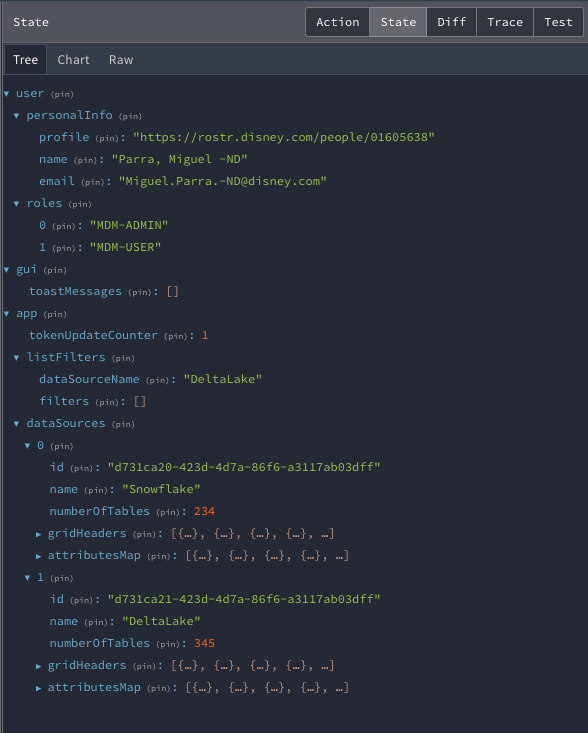 State Action State Diff Trace Test
Tree Chart Raw
▼ user (pin)
▼ personalInfo (pin)
profile (pin): "https://rostr.disney.com/people/01605638"
name (pin): "Parra, Miguel -ND"
email (pin): "Miguel.Parra.-ND@disney.com"
▼ roles (pin)
0 (pin): "MDM-ADMIN"
1 (pin): "MDM-USER"
▼ gui (pin)
toastMessages (pin): []
▼ app (pin)
tokenUpdateCounter (pin): 1
▼ listFilters (pin)
dataSourceName (pin): "DeltaLake"
filters (pin): []
▼ dataSources (pin)
▼ 0 (pin)
id (pin): "d731ca20-423d-4d7a-86f6-a3117ab03dff"
name (pin): "Snowflake"
numberOfTables (pin): 234
▶ gridHeaders (pin): [{…}, {…}, {…}, {…}, …]
▶ attributesMap (pin): [{…}, {…}, {…}, {…}, …]
▼ 1 (pin)
id (pin): "d731ca21-423d-4d7a-86f6-a3117ab03dff"
name (pin): "DeltaLake"
numberOfTables (pin): 345
▶ gridHeaders (pin): [{…}, {…}, {…}, {…}, …]
▶ attributesMap (pin): [{…}, {…}, {…}, {…}, …]